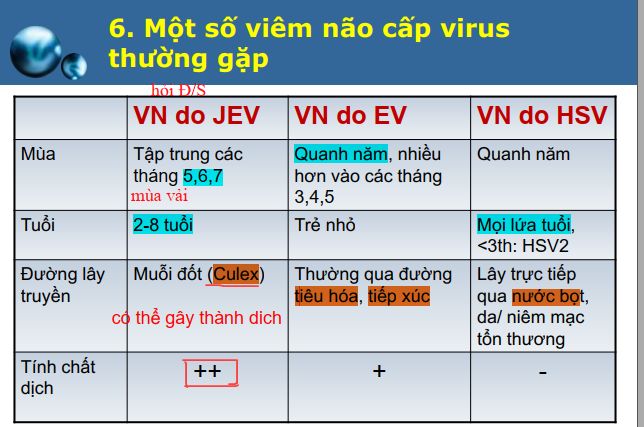 6. Một số viêm não cấp virus
thường gặp
hỏi Đ/S
VN do JEV
VN do EV
VN do HSV
Mùa
Tập trung các
tháng 5,6,7
mùa vải
Quanh năm, nhiều
hơn vào các tháng
3,4,5
Quanh năm
Tuổi
2-8 tuổi
Trẻ nhỏ
Mọi lứa tuổi,
<3th: HSV2
Đường lây
truyền
Muỗi đốt (Culex)
có thể gây thành dich
Thường qua đường
tiêu hóa, tiếp xúc
Lây trực tiếp
qua nước bọt,
da/ niêm mạc
tổn thương
Tính chất
dịch
++
+
-